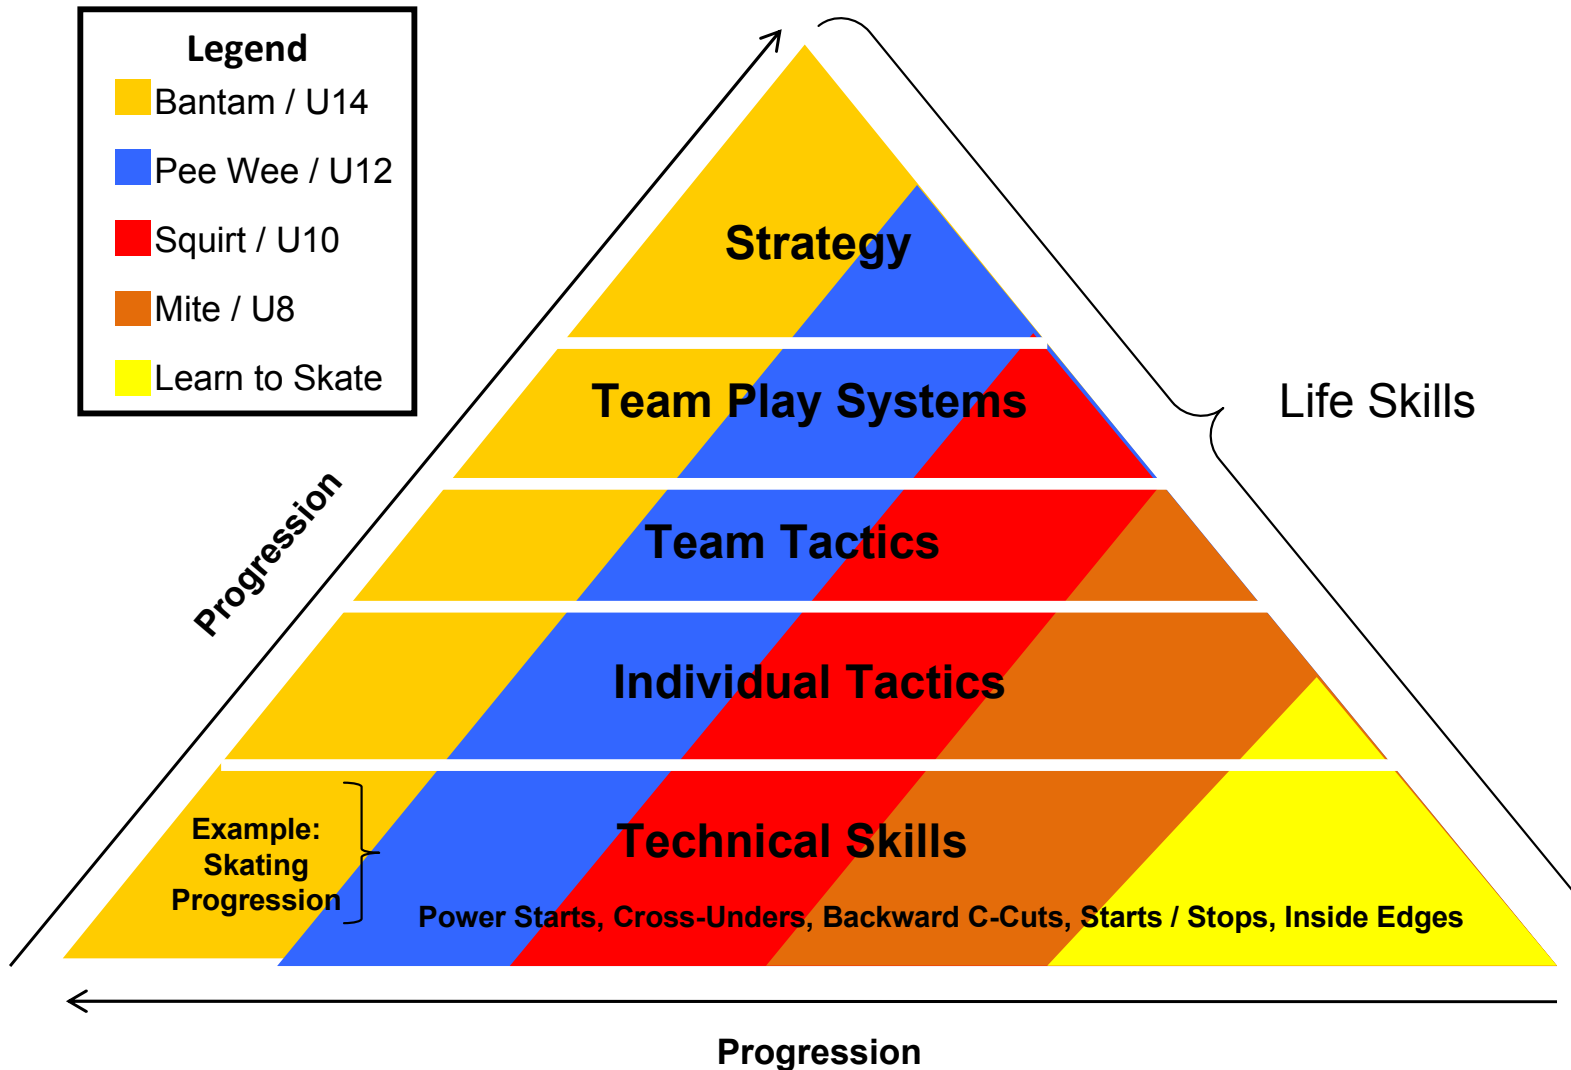 Legend
Bantam / U14
Pee Wee / U12
Squirt / U10
Mite / U8
Learn to Skate
Strategy
Team Play Systems
Life Skills
Team Tactics
Progression
Individual Tactics
Technical Skills
Example:
Skating
Progression
Power Starts, Cross-Unders, Backward C-Cuts, Starts / Stops, Inside Edges
Progression